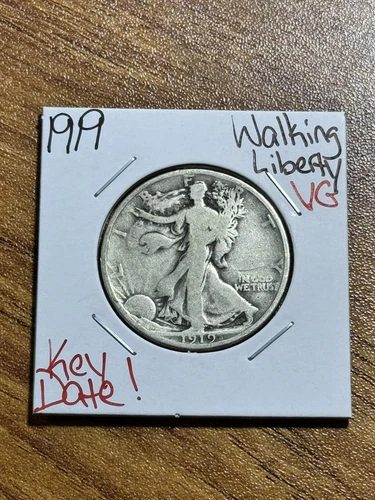 1919
Walking
Liberty
VG
IN GOD
WE TRUST
1919
Key
Date!